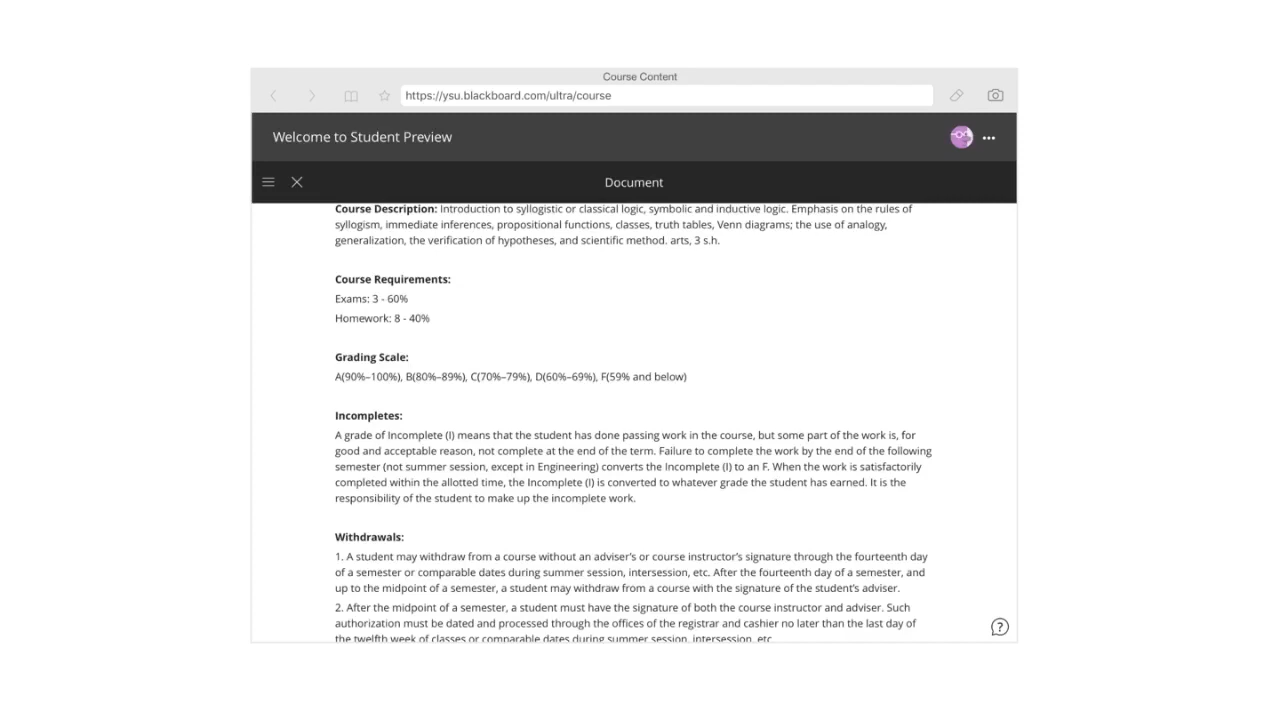 Course Content
https://ysu.blackboard.com/ultra/course
Welcome to Student Preview
Document
Course Description: Introduction to syllogistic or classical logic, symbolic and inductive logic. Emphasis on the rules of
syllogism, immediate inferences, propositional functions, classes, truth tables, Venn diagrams; the use of analogy,
generalization, the verification of hypotheses, and scientific method. arts, 3 s.h.
Course Requirements:
Exams: 3 - 60%
Homework: 8 - 40%
Grading Scale:
A(90%–100%), B(80%–89%), C(70%–79%), D(60%–69%), F(59% and below)
Incompletes:
A grade of Incomplete (I) means that the student has done passing work in the course, but some part of the work is, for
good and acceptable reason, not complete at the end of the term. Failure to complete the work by the end of the following
semester (not summer session, except in Engineering) converts the Incomplete (I) to an F. When the work is satisfactorily
completed within the allotted time, the Incomplete (I) is converted to whatever grade the student has earned. It is the
responsibility of the student to make up the incomplete work.
Withdrawals:
1. A student may withdraw from a course without an adviser's or course instructor's signature through the fourteenth day
of a semester or comparable dates during summer session, intersession, etc. After the fourteenth day of a semester, and
up to the midpoint of a semester, a student may withdraw from a course with the signature of the student's adviser.
2. After the midpoint of a semester, a student must have the signature of both the course instructor and adviser. Such
authorization must be dated and processed through the offices of the registrar and cashier no later than the last day of
the twelfth week of classes or comparable dates during summer session, intersession, etc